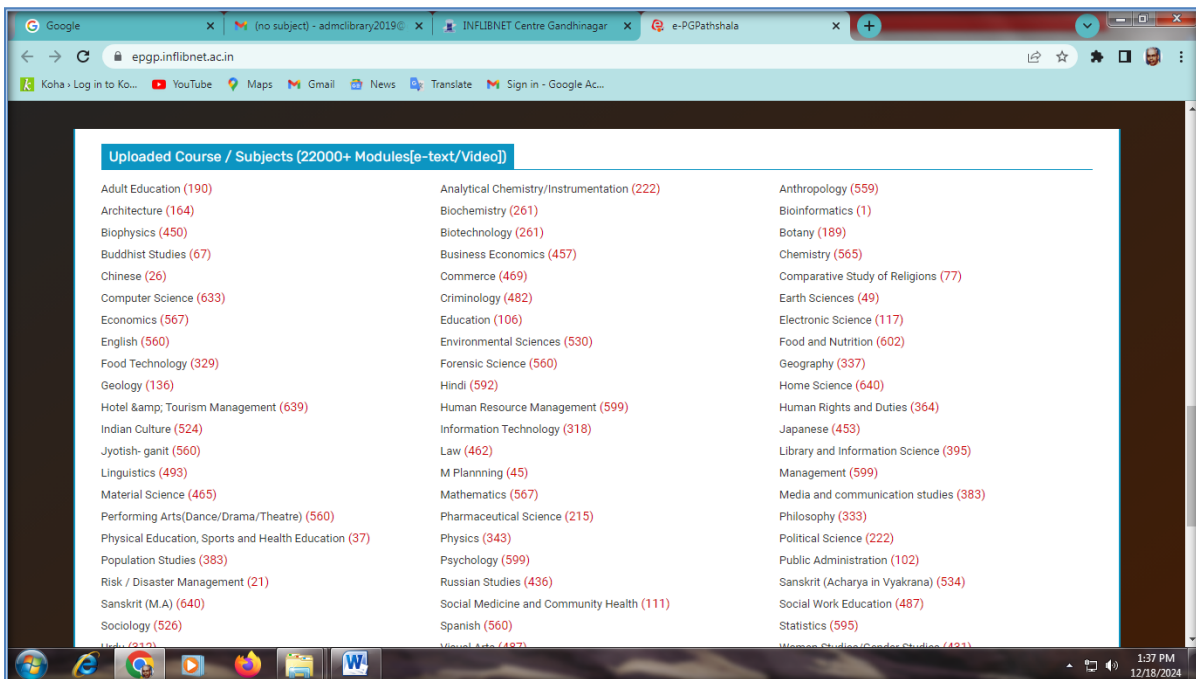 Google
(no subject) - admclibrary2019@
INFLIBNET Centre Gandhinagar
e-PGPathshala
epgp.inflibnet.ac.in
Koha › Log in to Ko... YouTube Maps Gmail News Translate Sign in - Google Ac...
Uploaded Course / Subjects (22000+ Modules[e-text/Video])
Adult Education (190) Analytical Chemistry/Instrumentation (222) Anthropology (559)
Architecture (164) Biochemistry (261) Bioinformatics (1)
Biophysics (450) Biotechnology (261) Botany (189)
Buddhist Studies (67) Business Economics (457) Chemistry (565)
Chinese (26) Commerce (469) Comparative Study of Religions (77)
Computer Science (633) Criminology (482) Earth Sciences (49)
Economics (567) Education (106) Electronic Science (117)
English (560) Environmental Sciences (530) Food and Nutrition (602)
Food Technology (329) Forensic Science (560) Geography (337)
Geology (136) Hindi (592) Home Science (640)
Hotel &amp; Tourism Management (639) Human Resource Management (599) Human Rights and Duties (364)
Indian Culture (524) Information Technology (318) Japanese (453)
Jyotish- ganit (560) Law (462) Library and Information Science (395)
Linguistics (493) M Plannning (45) Management (599)
Material Science (465) Mathematics (567) Media and communication studies (383)
Performing Arts(Dance/Drama/Theatre) (560) Pharmaceutical Science (215) Philosophy (333)
Physical Education, Sports and Health Education (37) Physics (343) Political Science (222)
Population Studies (383) Psychology (599) Public Administration (102)
Risk / Disaster Management (21) Russian Studies (436) Sanskrit (Acharya in Vyakrana) (534)
Sanskrit (M.A) (640) Social Medicine and Community Health (111) Social Work Education (487)
Sociology (526) Spanish (560) Statistics (595)
Urdu (312) Visual Arts (487) Women Studies/Gender Studies (431)
1:37 PM
12/18/2024